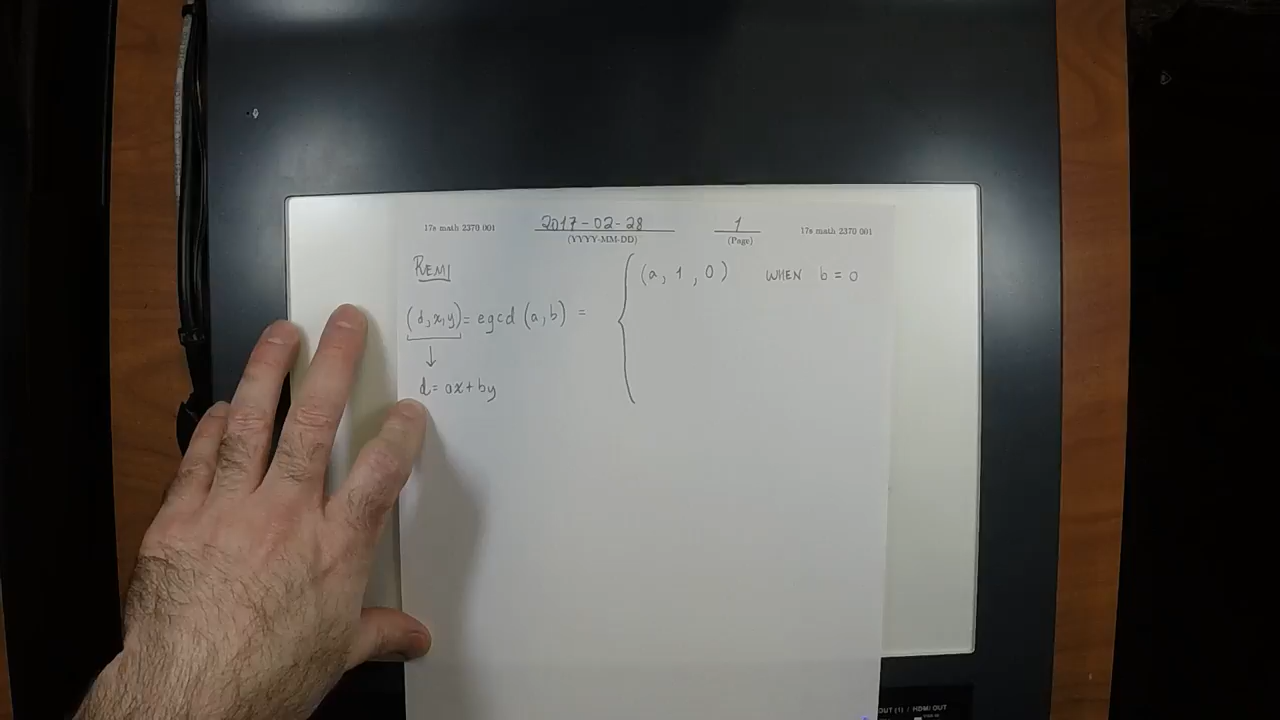 17s math 2370 001 2017-02-28 1 17s math 2370 001
(YYYY-MM-DD) (Page)
REMJ
(a, 1, 0) WHEN b = 0
(d,x,y) = egcd (a,b) =
↓
d = ax + by
OUT (1) / HDMI OUT